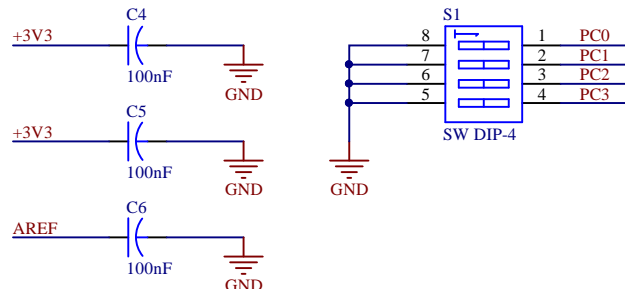 C4
+3V3
100nF
GND
C5
+3V3
100nF
GND
C6
AREF
100nF
GND
S1
8 1 PC0
7 2 PC1
6 3 PC2
5 4 PC3
SW DIP-4
GND